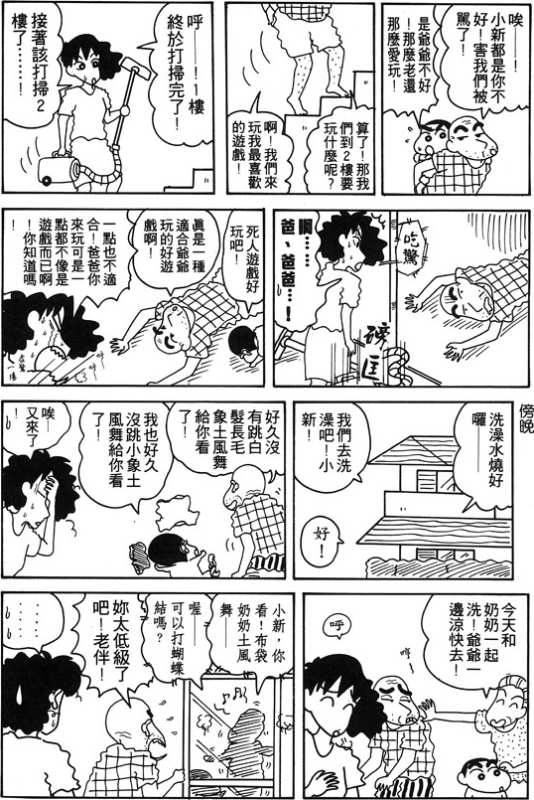 唉——！
小新都是你不
好！害我們被
罵了！
是爺爺不好
！那麼老還
那麼愛玩！
算了！那我
們到2樓要
玩什麼呢？
啊！我們來
玩我最喜歡
的遊戲！
呼——！1樓
終於打掃完了！
接著該打掃2
樓了……！
吃驚
磅
匡
啊……
爸、爸爸…！
死人遊戲好
玩吧！
真是一種
適合爺爺
玩的好遊
戲啊！
一點也不適
合！爸爸你
來玩可是一
點都不像是
遊戲而已啊
！你知道嗎
！
傍晚
洗澡水燒好
囉——
我們去洗
澡吧！小
新！
好！
好久沒
有跳白
髮長毛
象土風舞
給你看
了！
我也好久
沒跳小象土
風舞給你看
了！
唉—
又來了
今天和
奶奶一起
洗！爺爺一
邊涼快去！
呼！
呼
小新，你
看！布袋
奶奶土風
舞——
喔——
可以打蝴蝶
結嗎？
妳太低級了
吧！老伴！
……